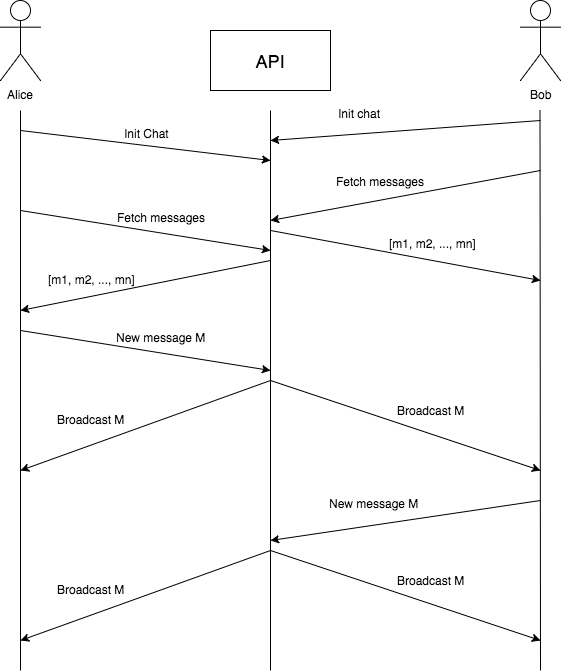 API
Alice
Bob
Init chat
Init Chat
Fetch messages
Fetch messages
[m1, m2, ..., mn]
[m1, m2, ..., mn]
New message M
Broadcast M
Broadcast M
New message M
Broadcast M
Broadcast M